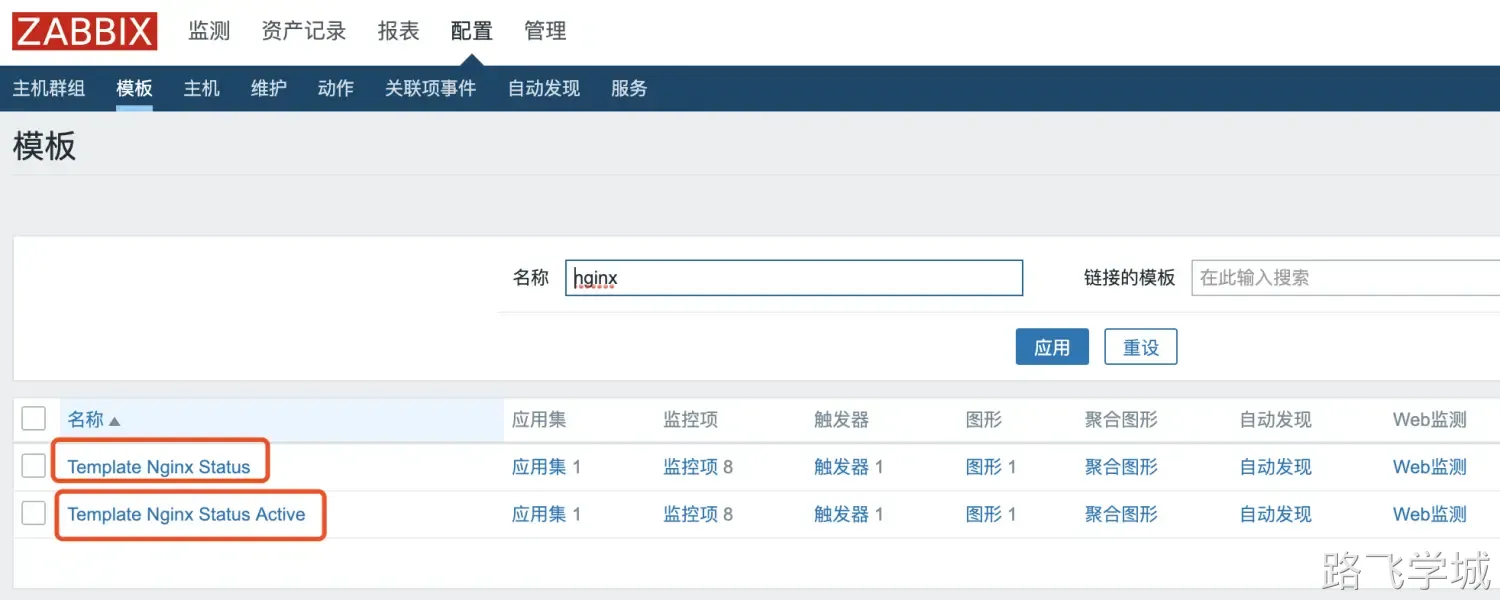 ZABBIX 监测 资产记录 报表 配置 管理
主机群组 模板 主机 维护 动作 关联项事件 自动发现 服务
模板
名称 nginx 链接的模板 在此输入搜索
应用 重设
名称▲ 应用集 监控项 触发器 图形 聚合图形 自动发现 Web监测
Template Nginx Status 应用集 1 监控项 8 触发器 1 图形 1 聚合图形 自动发现 Web监测
Template Nginx Status Active 应用集 1 监控项 8 触发器 1 图形 1 聚合图形 自动发现 Web监测
路飞学城